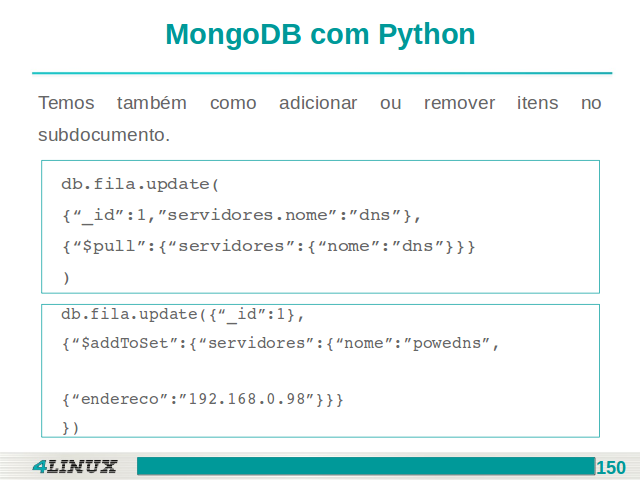 MongoDB com Python
Temos também como adicionar ou remover itens no
subdocumento.
db.fila.update(
{“_id”:1,”servidores.nome”:”dns”},
{“$pull”:{“servidores”:{“nome”:”dns”}}}
)
db.fila.update({“_id”:1},
{“$addToSet”:{“servidores”:{“nome”:”powedns”,
{“endereco”:”192.168.0.98”}}}
})
4LINUX
150